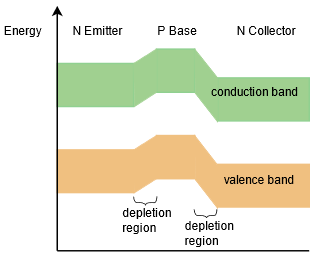 Energy
N Emitter
P Base
N Collector
conduction band
valence band
depletion
region
depletion
region